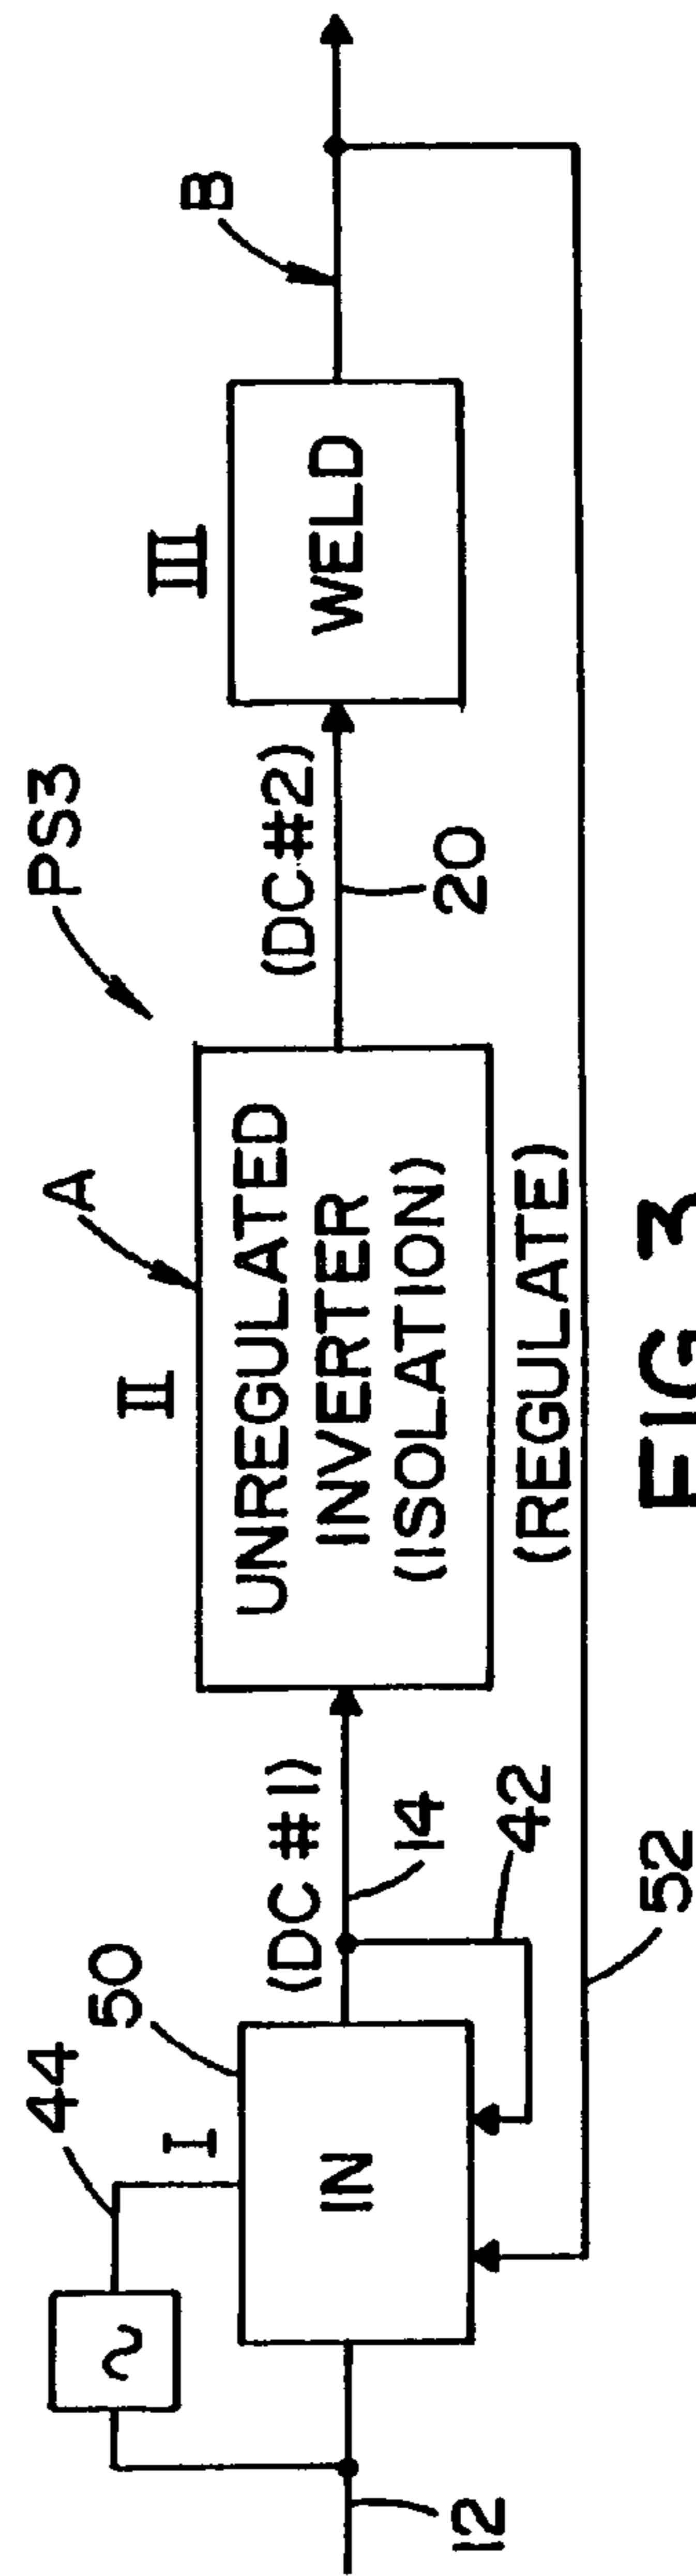 PS3
44
I
50
(DC #1)
II
A
(DC #2)
III
B
IN
UNREGULATED
INVERTER
(ISOLATION)
WELD
12
14
42
20
(REGULATE)
52
FIG 3